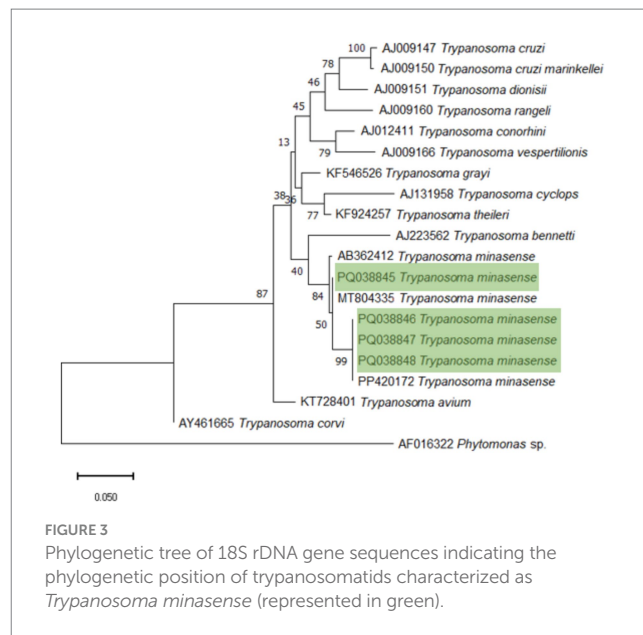 100
AJ009147 Trypanosoma cruzi
AJ009150 Trypanosoma cruzi marinkellei
78
AJ009151 Trypanosoma dionisii
46
AJ009160 Trypanosoma rangeli
45
AJ012411 Trypanosoma conorhini
79
AJ009166 Trypanosoma vespertilionis
13
KF546526 Trypanosoma grayi
38
36
AJ131958 Trypanosoma cyclops
77
KF924257 Trypanosoma theileri
AJ223562 Trypanosoma bennetti
40
AB362412 Trypanosoma minasense
84
PQ038845 Trypanosoma minasense
87
MT804335 Trypanosoma minasense
50
PQ038846 Trypanosoma minasense
PQ038847 Trypanosoma minasense
99
PQ038848 Trypanosoma minasense
PP420172 Trypanosoma minasense
KT728401 Trypanosoma avium
AY461665 Trypanosoma corvi
AF016322 Phytomonas sp.
0.050
FIGURE 3
Phylogenetic tree of 18S rDNA gene sequences indicating the
phylogenetic position of trypanosomatids characterized as
Trypanosoma minasense (represented in green).